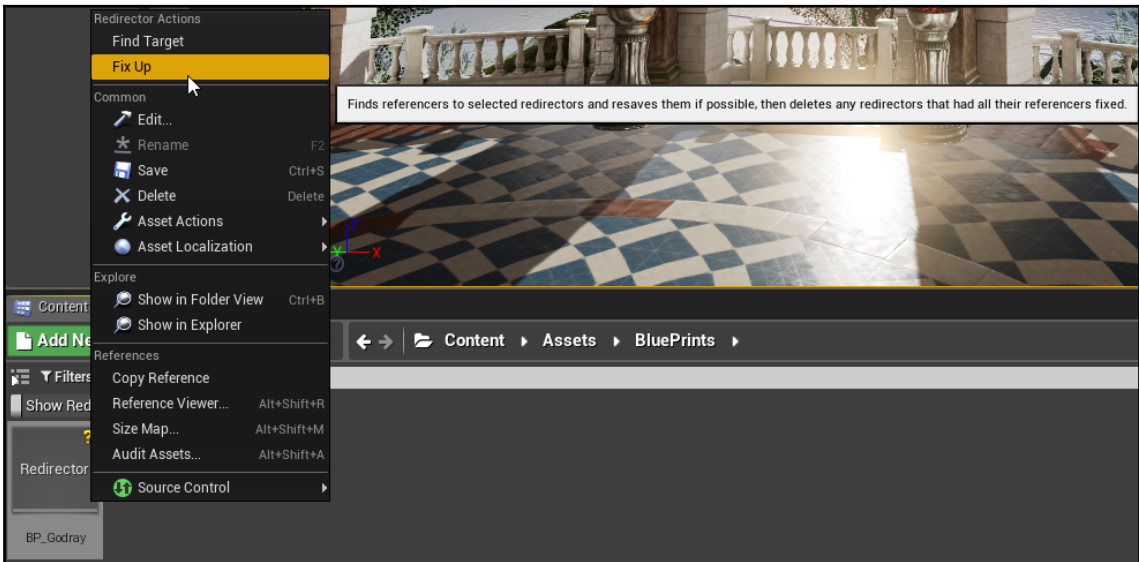 Redirector Actions
Find Target
Fix Up
Finds referencers to selected redirectors and resaves them if possible, then deletes any redirectors that had all their referencers fixed.
Common
Edit...
Rename F2
Save Ctrl+S
Delete Delete
Asset Actions
Asset Localization
Z
Y X
?
Explore
Show in Folder View Ctrl+B
Show in Explorer
Content
Add Ne
Content Assets BluePrints
References
Filters
Copy Reference
Show Red
Reference Viewer... Alt+Shift+R
Size Map... Alt+Shift+M
Audit Assets... Alt+Shift+A
Redirector
Source Control
BP_Godray